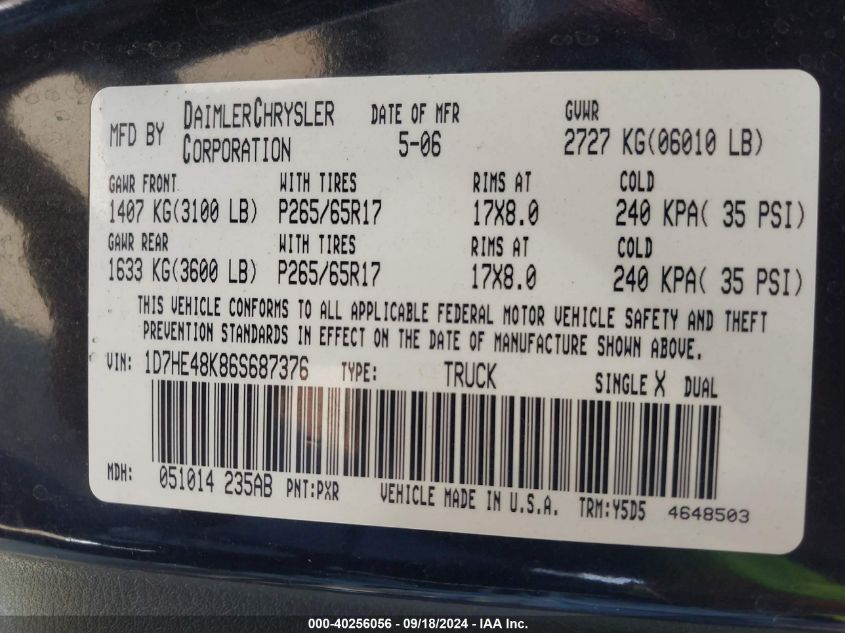 MFD BY DAIMLERCHRYSLER CORPORATION DATE OF MFR 5-06 GVWR 2727 KG(06010 LB)
GAWR FRONT WITH TIRES RIMS AT COLD
1407 KG(3100 LB) P265/65R17 17X8.0 240 KPA( 35 PSI)
GAWR REAR WITH TIRES RIMS AT COLD
1633 KG(3600 LB) P265/65R17 17X8.0 240 KPA( 35 PSI)
THIS VEHICLE CONFORMS TO ALL APPLICABLE FEDERAL MOTOR VEHICLE SAFETY AND THEFT
PREVENTION STANDARDS IN EFFECT ON THE DATE OF MANUFACTURE SHOWN ABOVE.
VIN: 1D7HE48K86S687376 TYPE: TRUCK SINGLE X DUAL
MDH: 051014 235AB PNT:PXR VEHICLE MADE IN U.S.A. TRM:Y5D5 4648503
000-40256056 - 09/18/2024 - IAA Inc.